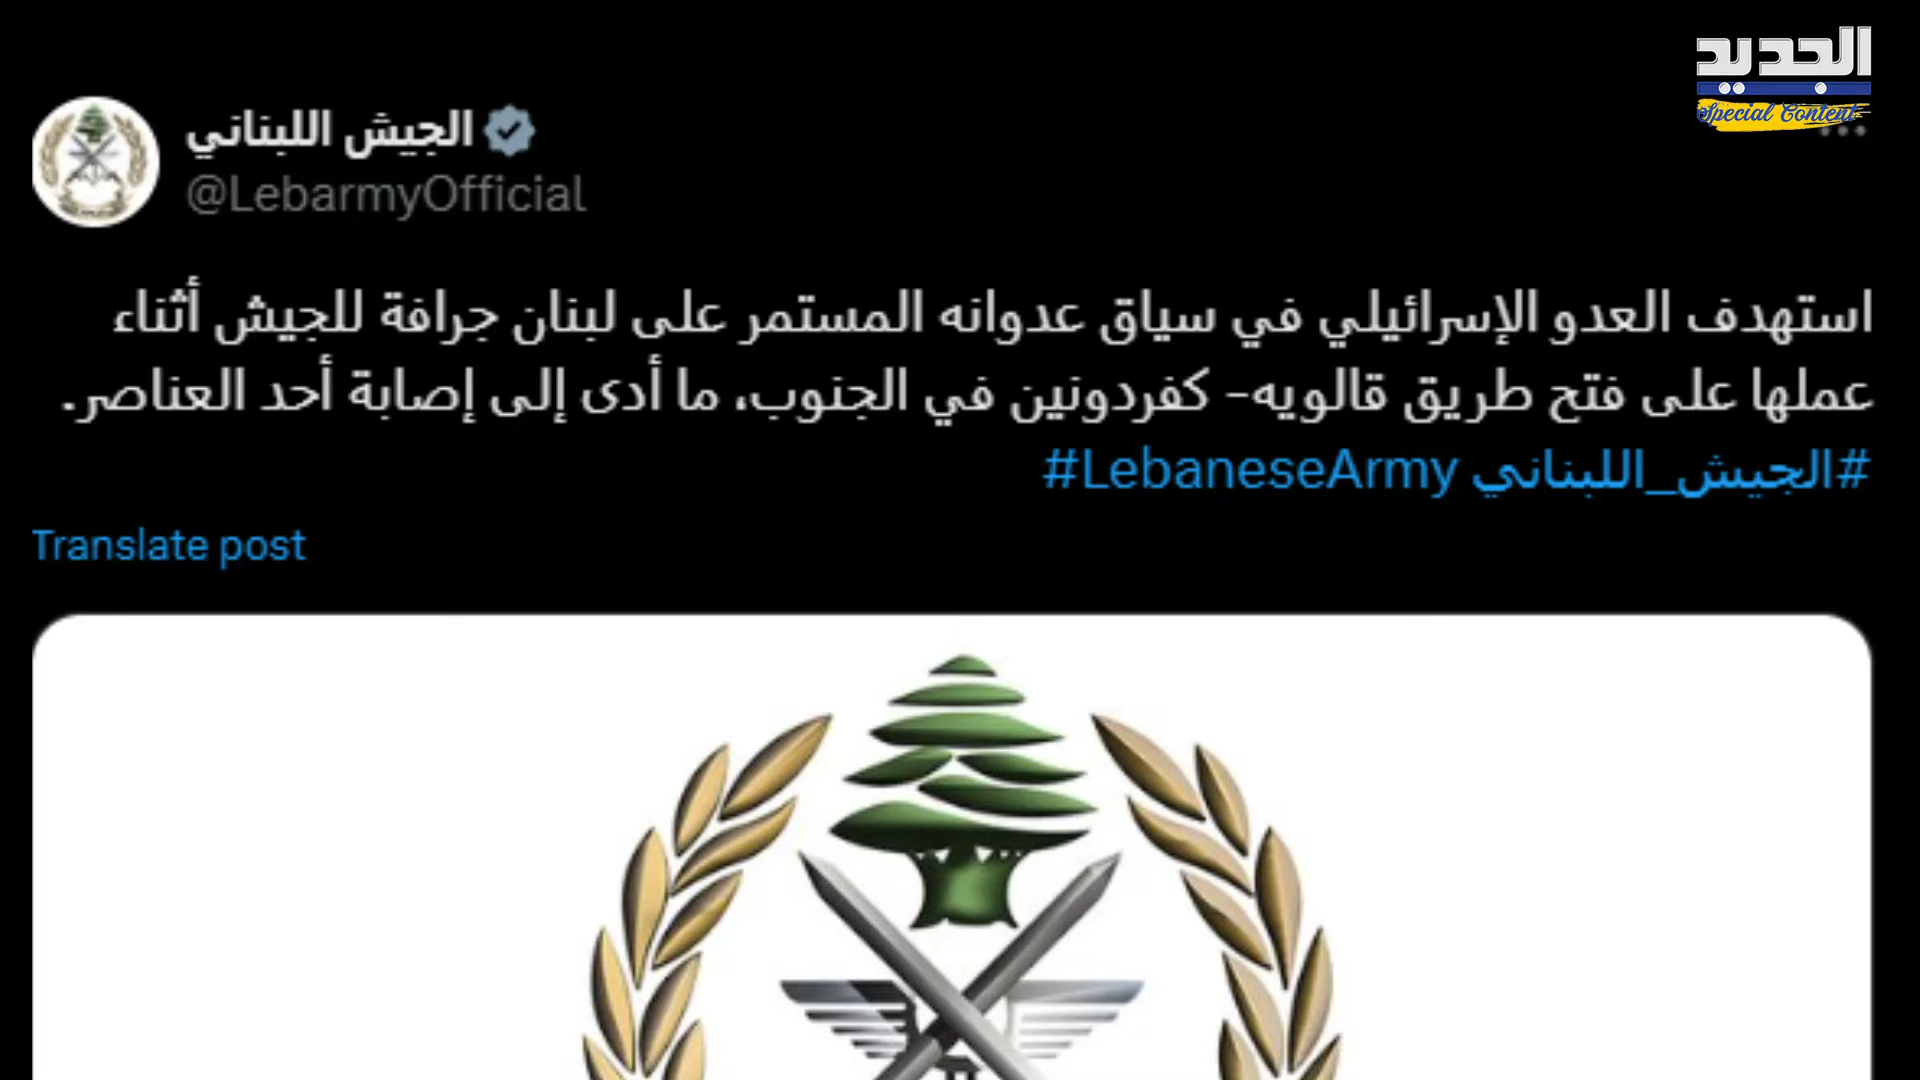 الجديد
Special Content
الجيش اللبناني
@LebarmyOfficial
استهدف العدو الإسرائيلي في سياق عدوانه المستمر على لبنان جرافة للجيش أثناء
عملها على فتح طريق قالويه- كفردونين في الجنوب، ما أدى إلى إصابة أحد العناصر.
#الجيش_اللبناني #LebaneseArmy
Translate post